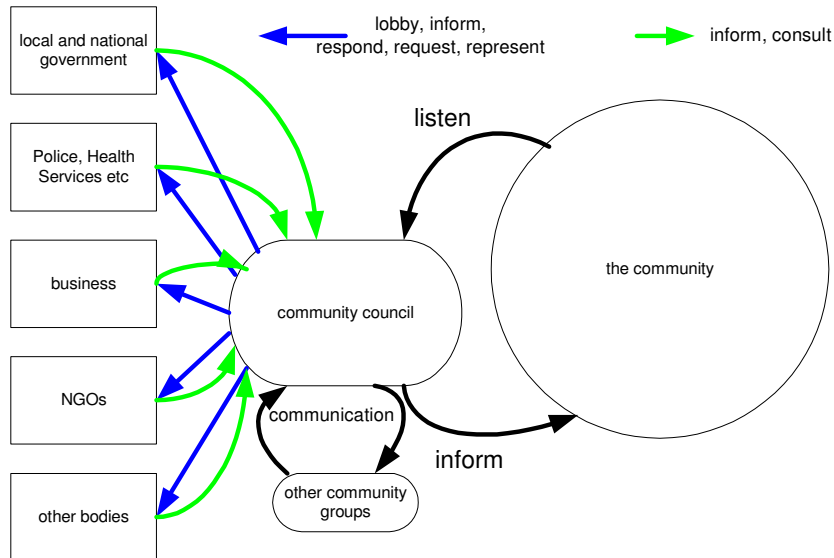 local and national
government
lobby, inform,
respond, request, represent
inform, consult
listen
Police, Health
Services etc
the community
business
community council
NGOs
communication
inform
other community
groups
other bodies